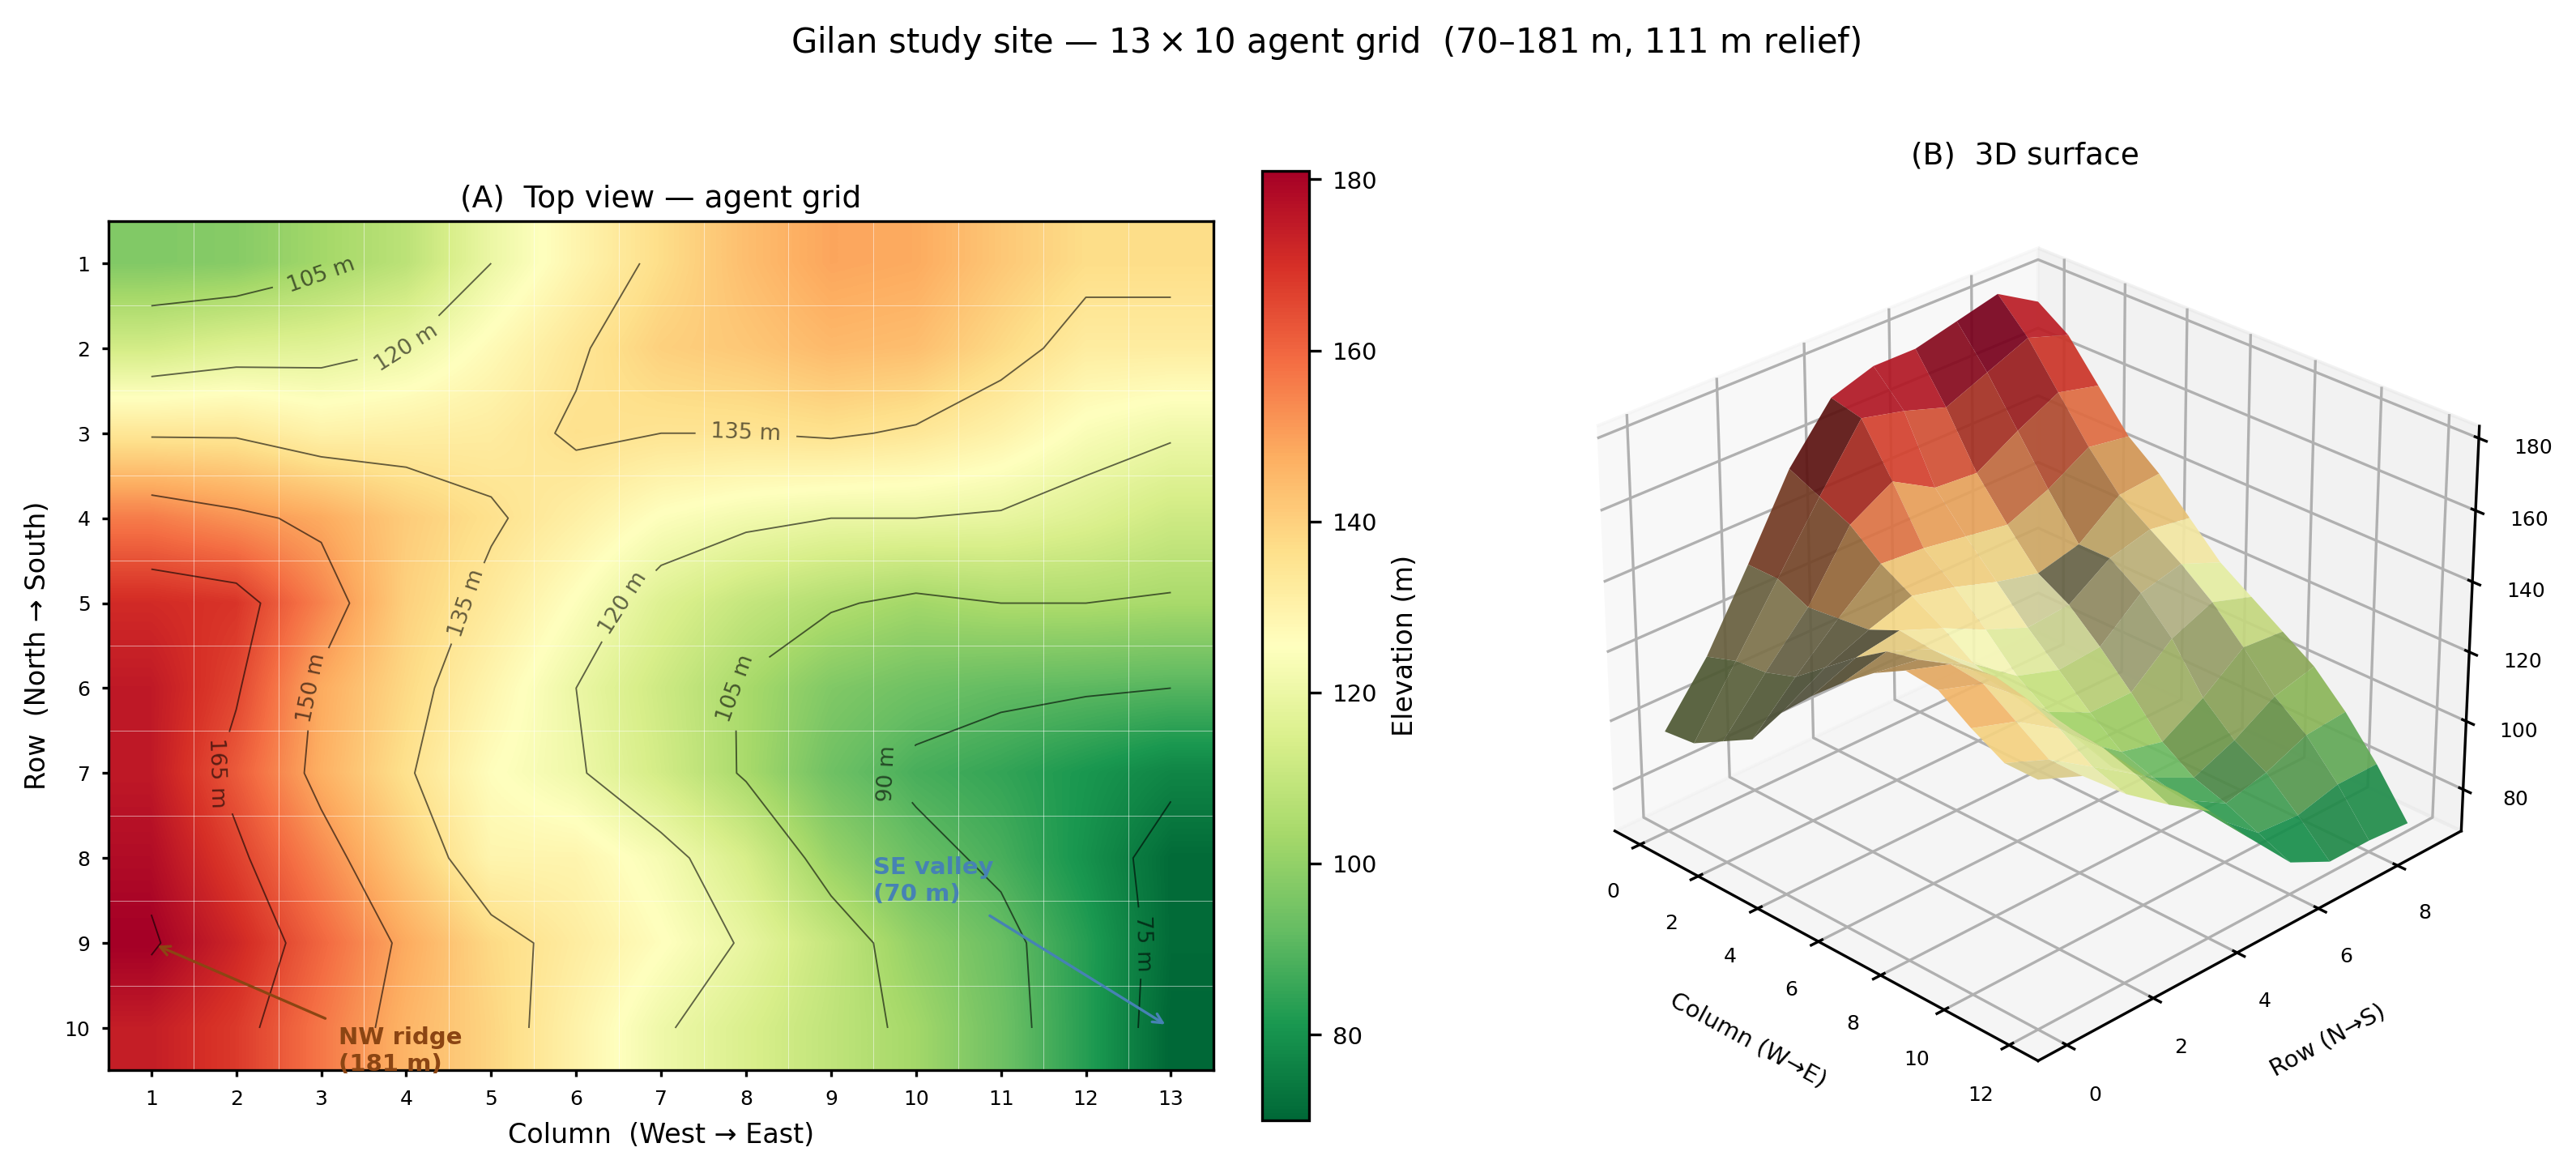 Gilan study site — 13 × 10 agent grid (70–181 m, 111 m relief)
(A) Top view — agent grid
Row (North → South)
1
2
3
4
5
6
7
8
9
10
105 m
120 m
135 m
135 m
120 m
150 m
105 m
165 m
90 m
75 m
SE valley
(70 m)
NW ridge
(181 m)
1 2 3 4 5 6 7 8 9 10 11 12 13
Column (West → East)
180
160
140
120
100
80
Elevation (m)
(B) 3D surface
180
160
140
120
100
80
0
2
4
6
8
10
12
Column (W→E)
0
2
4
6
8
Row (N→S)